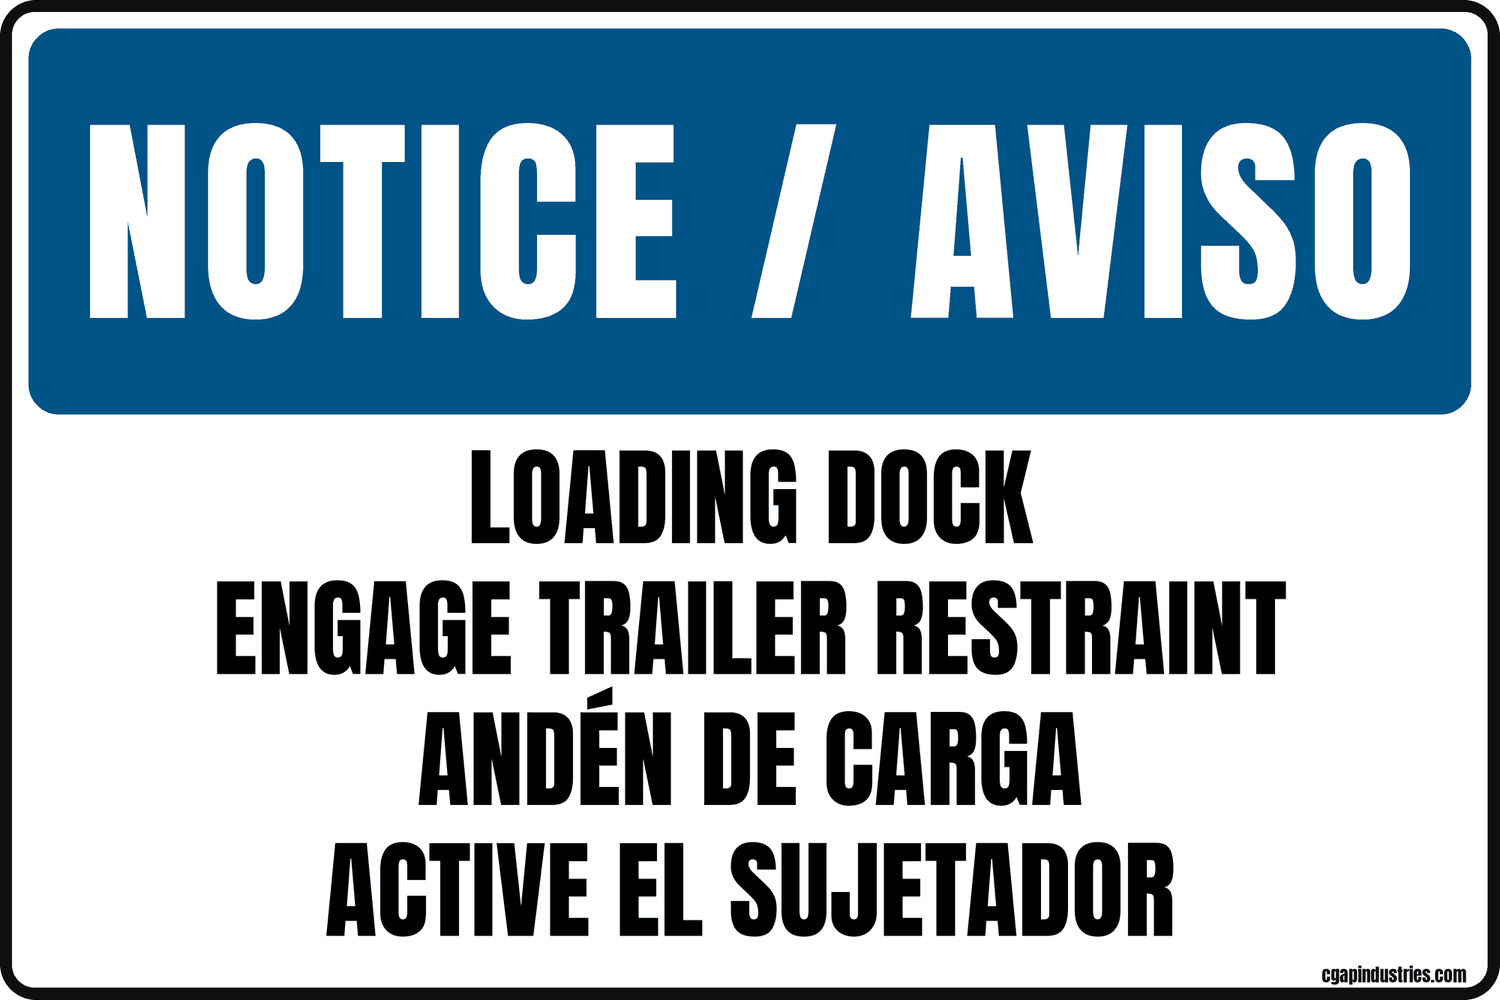 NOTICE / AVISO
LOADING DOCK
ENGAGE TRAILER RESTRAINT
ANDÉN DE CARGA
ACTIVE EL SUJETADOR
cgapindustries.com